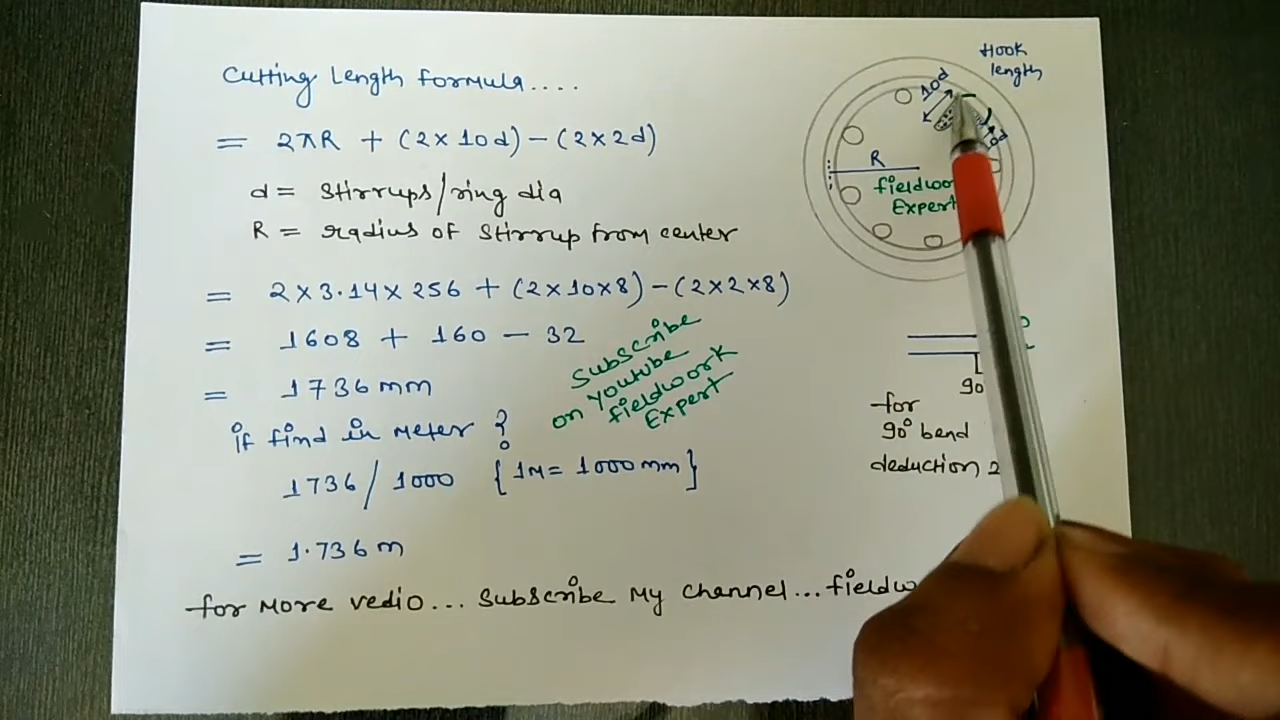 Cutting Length formula....
= 2πR + (2×10d) - (2×2d)
d = Stirrups/ring dia
R = radius of Stirrup from center
= 2×3.14×256 + (2×10×8) - (2×2×8)
= 1608 + 160 - 32
= 1736 mm
if find in Meter ?
1736/1000 {1M = 1000mm}
= 1.736 m
for More vedio... Subscribe My channel...
Subscribe
on Youtube
fieldwork
Expert
Hook
length
10d
R
Expert
90
for
90° bend
deduction 2